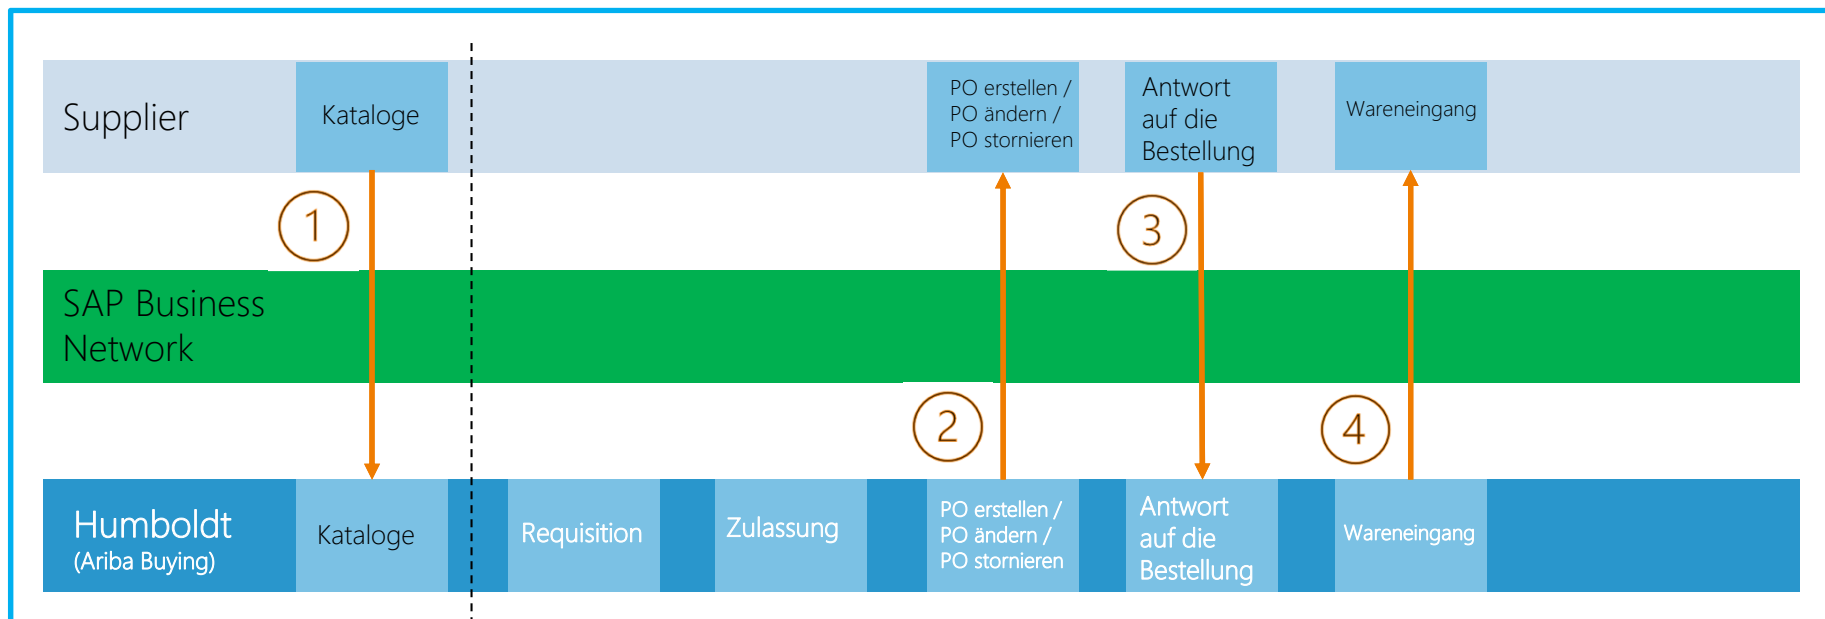 Supplier
Kataloge
PO erstellen /
PO ändern /
PO stornieren
Antwort
auf die
Bestellung
Wareneingang
1
3
SAP Business
Network
2
4
Humboldt
(Ariba Buying)
Kataloge
Requisition
Zulassung
PO erstellen /
PO ändern /
PO stornieren
Antwort
auf die
Bestellung
Wareneingang